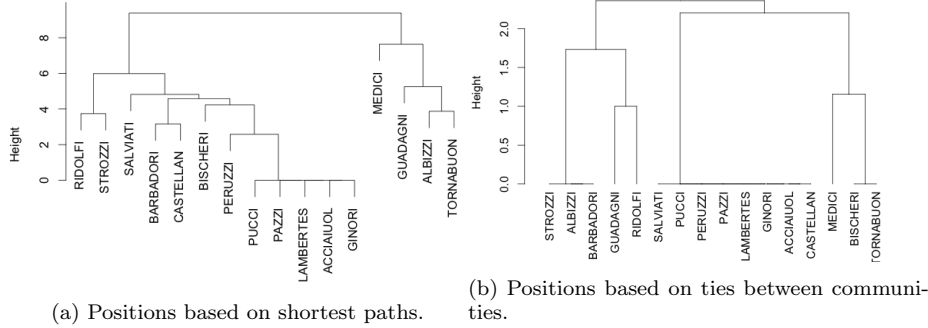 Height
8
6
4
2
0
RIDOLFI
STROZZI
SALVIATI
BARBADORI
CASTELLAN
BISCHERI
PERUZZI
PUCCI
PAZZI
LAMBERTES
ACCIAIUOL
GINORI
MEDICI
GUADAGNI
ALBIZZI
TORNABUON
(a) Positions based on shortest paths.
Height
2.0
1.5
1.0
0.5
0.0
STROZZI
ALBIZZI
BARBADORI
GUADAGNI
RIDOLFI
SALVIATI
PUCCI
PERUZZI
PAZZI
LAMBERTES
GINORI
ACCIAIUOL
CASTELLAN
MEDICI
BISCHERI
TORNABUON
(b) Positions based on ties between communi-
ties.